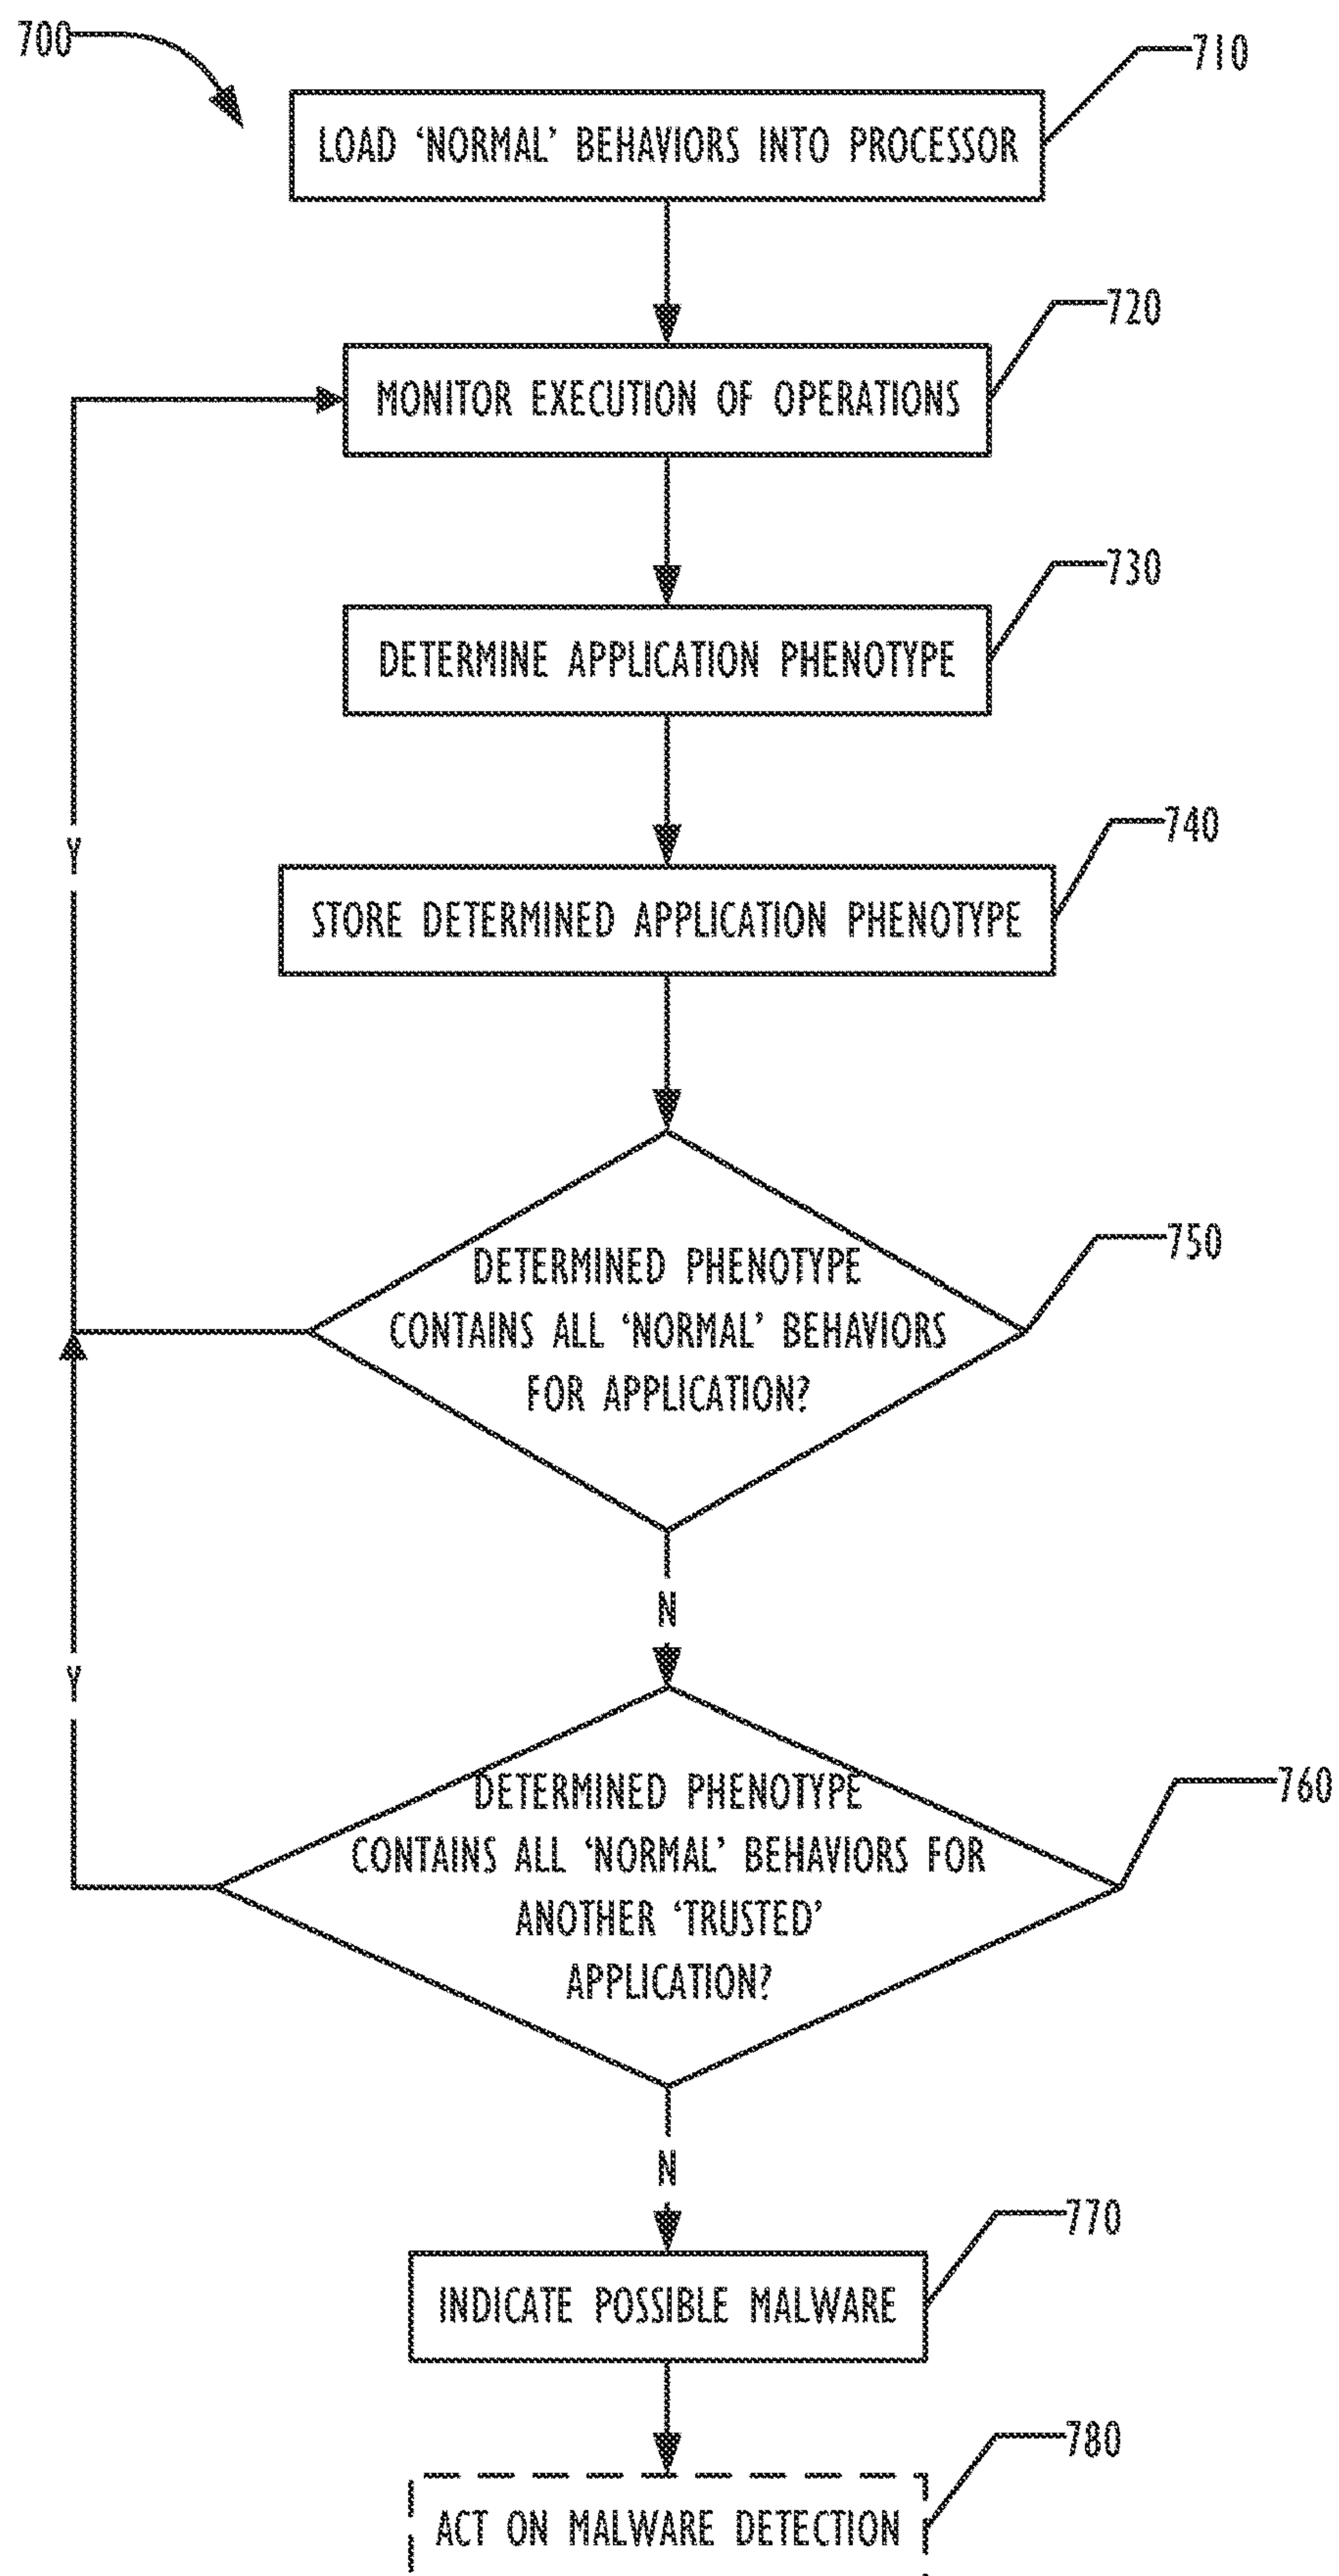 700
710
LOAD ‘NORMAL’ BEHAVIORS INTO PROCESSOR
720
MONITOR EXECUTION OF OPERATIONS
730
DETERMINE APPLICATION PHENOTYPE
Y
740
STORE DETERMINED APPLICATION PHENOTYPE
750
DETERMINED PHENOTYPE
CONTAINS ALL ‘NORMAL’ BEHAVIORS
FOR APPLICATION?
N
Y
760
DETERMINED PHENOTYPE
CONTAINS ALL ‘NORMAL’ BEHAVIORS FOR
ANOTHER ‘TRUSTED’
APPLICATION?
N
770
INDICATE POSSIBLE MALWARE
780
ACT ON MALWARE DETECTION